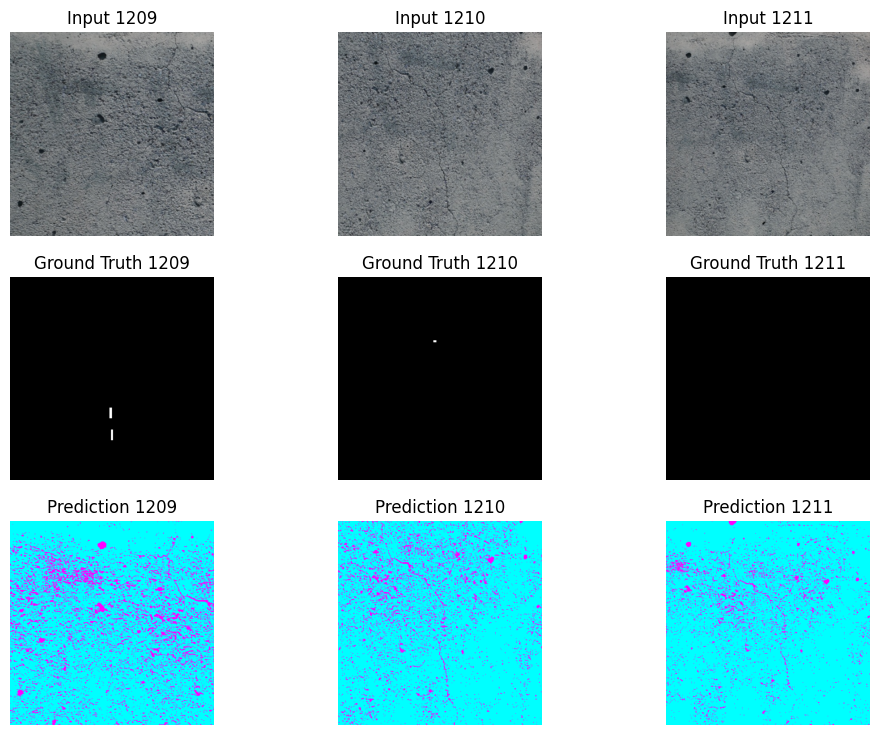 Input 1209
Input 1210
Input 1211
Ground Truth 1209
Ground Truth 1210
Ground Truth 1211
Prediction 1209
Prediction 1210
Prediction 1211